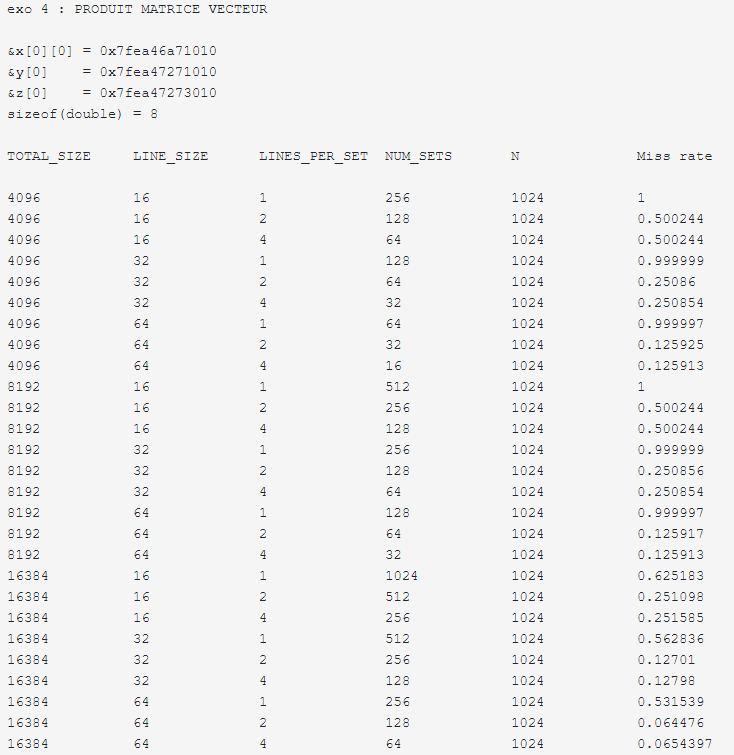 exo 4 : PRODUIT MATRICE VECTEUR
&x[0][0] = 0x7fea46a71010
&y[0]    = 0x7fea47271010
&z[0]    = 0x7fea47273010
sizeof(double) = 8
TOTAL_SIZE LINE_SIZE LINES_PER_SET NUM_SETS N Miss rate
4096 16 1 256 1024 1
4096 16 2 128 1024 0.500244
4096 16 4 64 1024 0.500244
4096 32 1 128 1024 0.999999
4096 32 2 64 1024 0.25086
4096 32 4 32 1024 0.250854
4096 64 1 64 1024 0.999997
4096 64 2 32 1024 0.125925
4096 64 4 16 1024 0.125913
8192 16 1 512 1024 1
8192 16 2 256 1024 0.500244
8192 16 4 128 1024 0.500244
8192 32 1 256 1024 0.999999
8192 32 2 128 1024 0.250856
8192 32 4 64 1024 0.250854
8192 64 1 128 1024 0.999997
8192 64 2 64 1024 0.125917
8192 64 4 32 1024 0.125913
16384 16 1 1024 1024 0.625183
16384 16 2 512 1024 0.251098
16384 16 4 256 1024 0.251585
16384 32 1 512 1024 0.562836
16384 32 2 256 1024 0.12701
16384 32 4 128 1024 0.12798
16384 64 1 256 1024 0.531539
16384 64 2 128 1024 0.064476
16384 64 4 64 1024 0.0654397